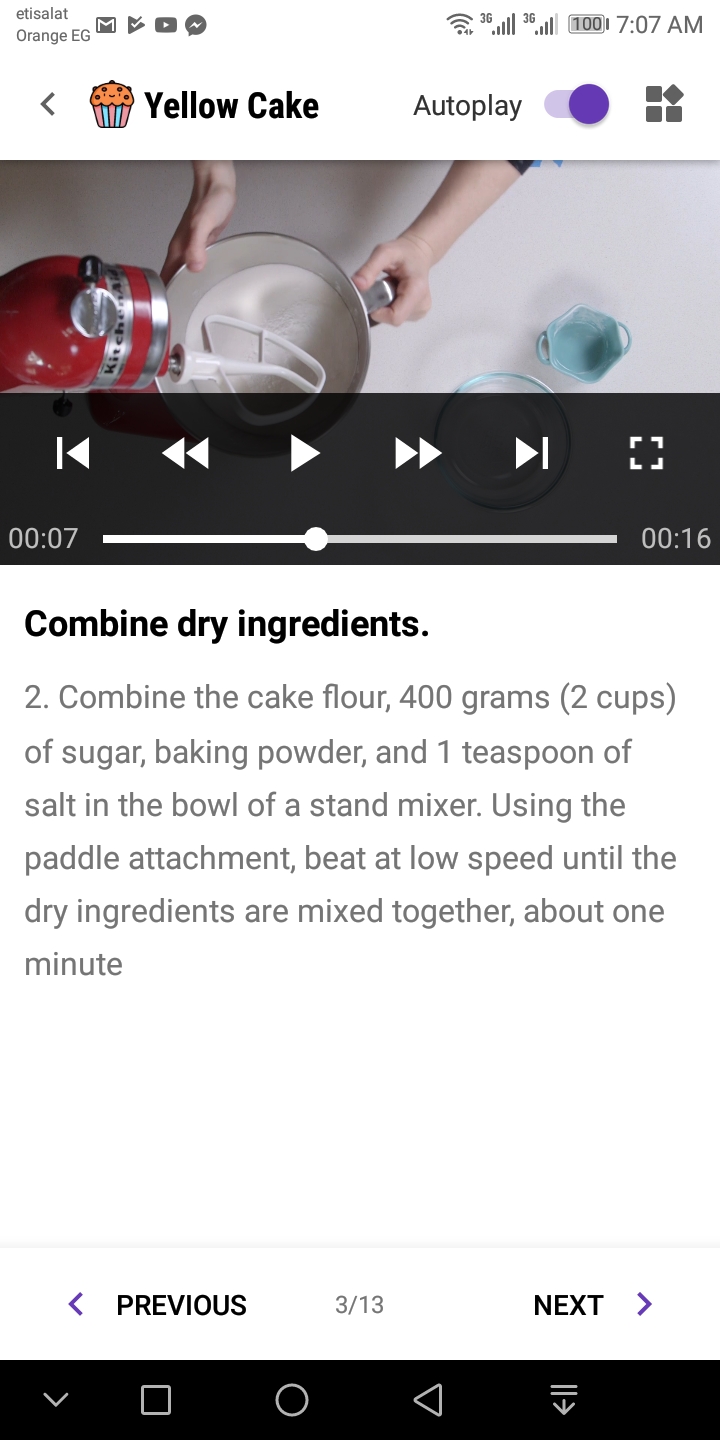 etisalat
Orange EG
3G 3G 100 7:07 AM
Yellow Cake
Autoplay
KitchenAid
00:07
00:16
Combine dry ingredients.
2. Combine the cake flour, 400 grams (2 cups)
of sugar, baking powder, and 1 teaspoon of
salt in the bowl of a stand mixer. Using the
paddle attachment, beat at low speed until the
dry ingredients are mixed together, about one
minute
PREVIOUS
3/13
NEXT